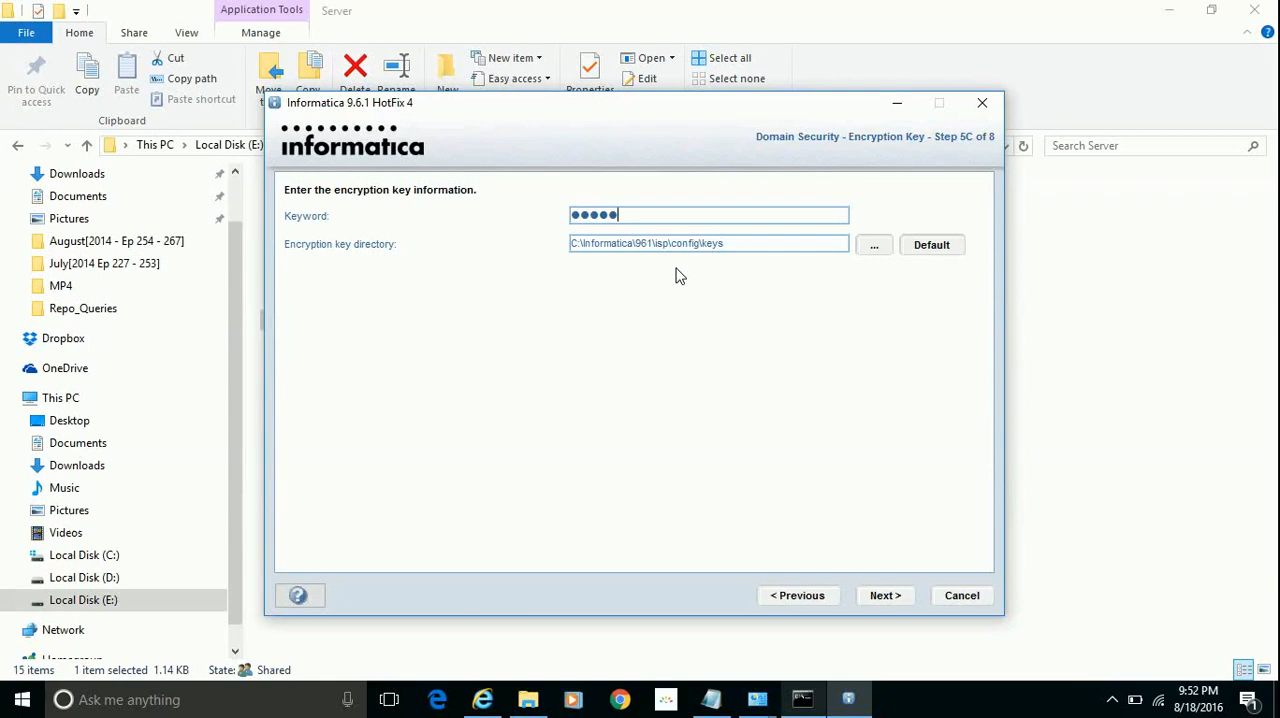 Application Tools
Server
File
Home
Share
View
Manage
Pin to Quick
access
Copy
Paste
Cut
Copy path
Paste shortcut
Clipboard
Move
Copy
Delete
Rename
New
New item
Easy access
Properties
Open
Edit
Select all
Select none
This PC
Local Disk (E:)
Search Server
Downloads
Documents
Pictures
August[2014 - Ep 254 - 267]
July[2014 Ep 227 - 253]
MP4
Repo_Queries
Dropbox
OneDrive
This PC
Desktop
Documents
Downloads
Music
Pictures
Videos
Local Disk (C:)
Local Disk (D:)
Local Disk (E:)
Network
Informatica 9.6.1 HotFix 4
informatica
Domain Security - Encryption Key - Step 5C of 8
Enter the encryption key information.
Keyword:
●●●●●
Encryption key directory:
C:\Informatica\961\isp\config\keys
...
Default
?
< Previous
Next >
Cancel
15 items
1 item selected 1.14 KB
State:
Shared
Ask me anything
9:52 PM
8/18/2016
1